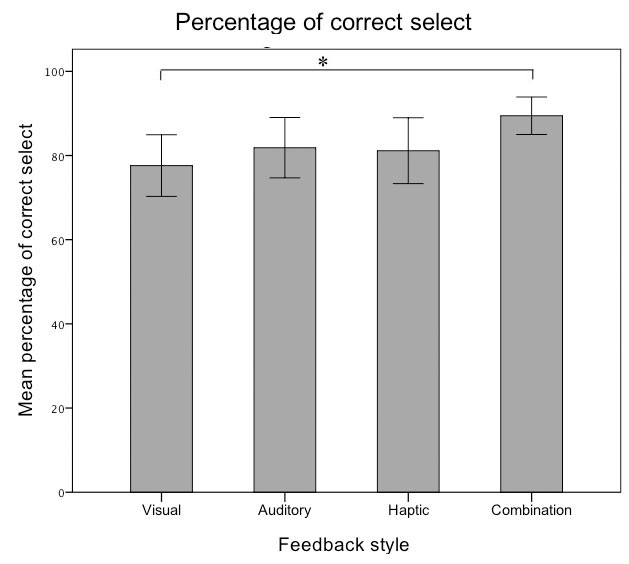 Percentage of correct select
*
100
80
60
40
20
0
Mean percentage of correct select
Visual Auditory Haptic Combination
Feedback style